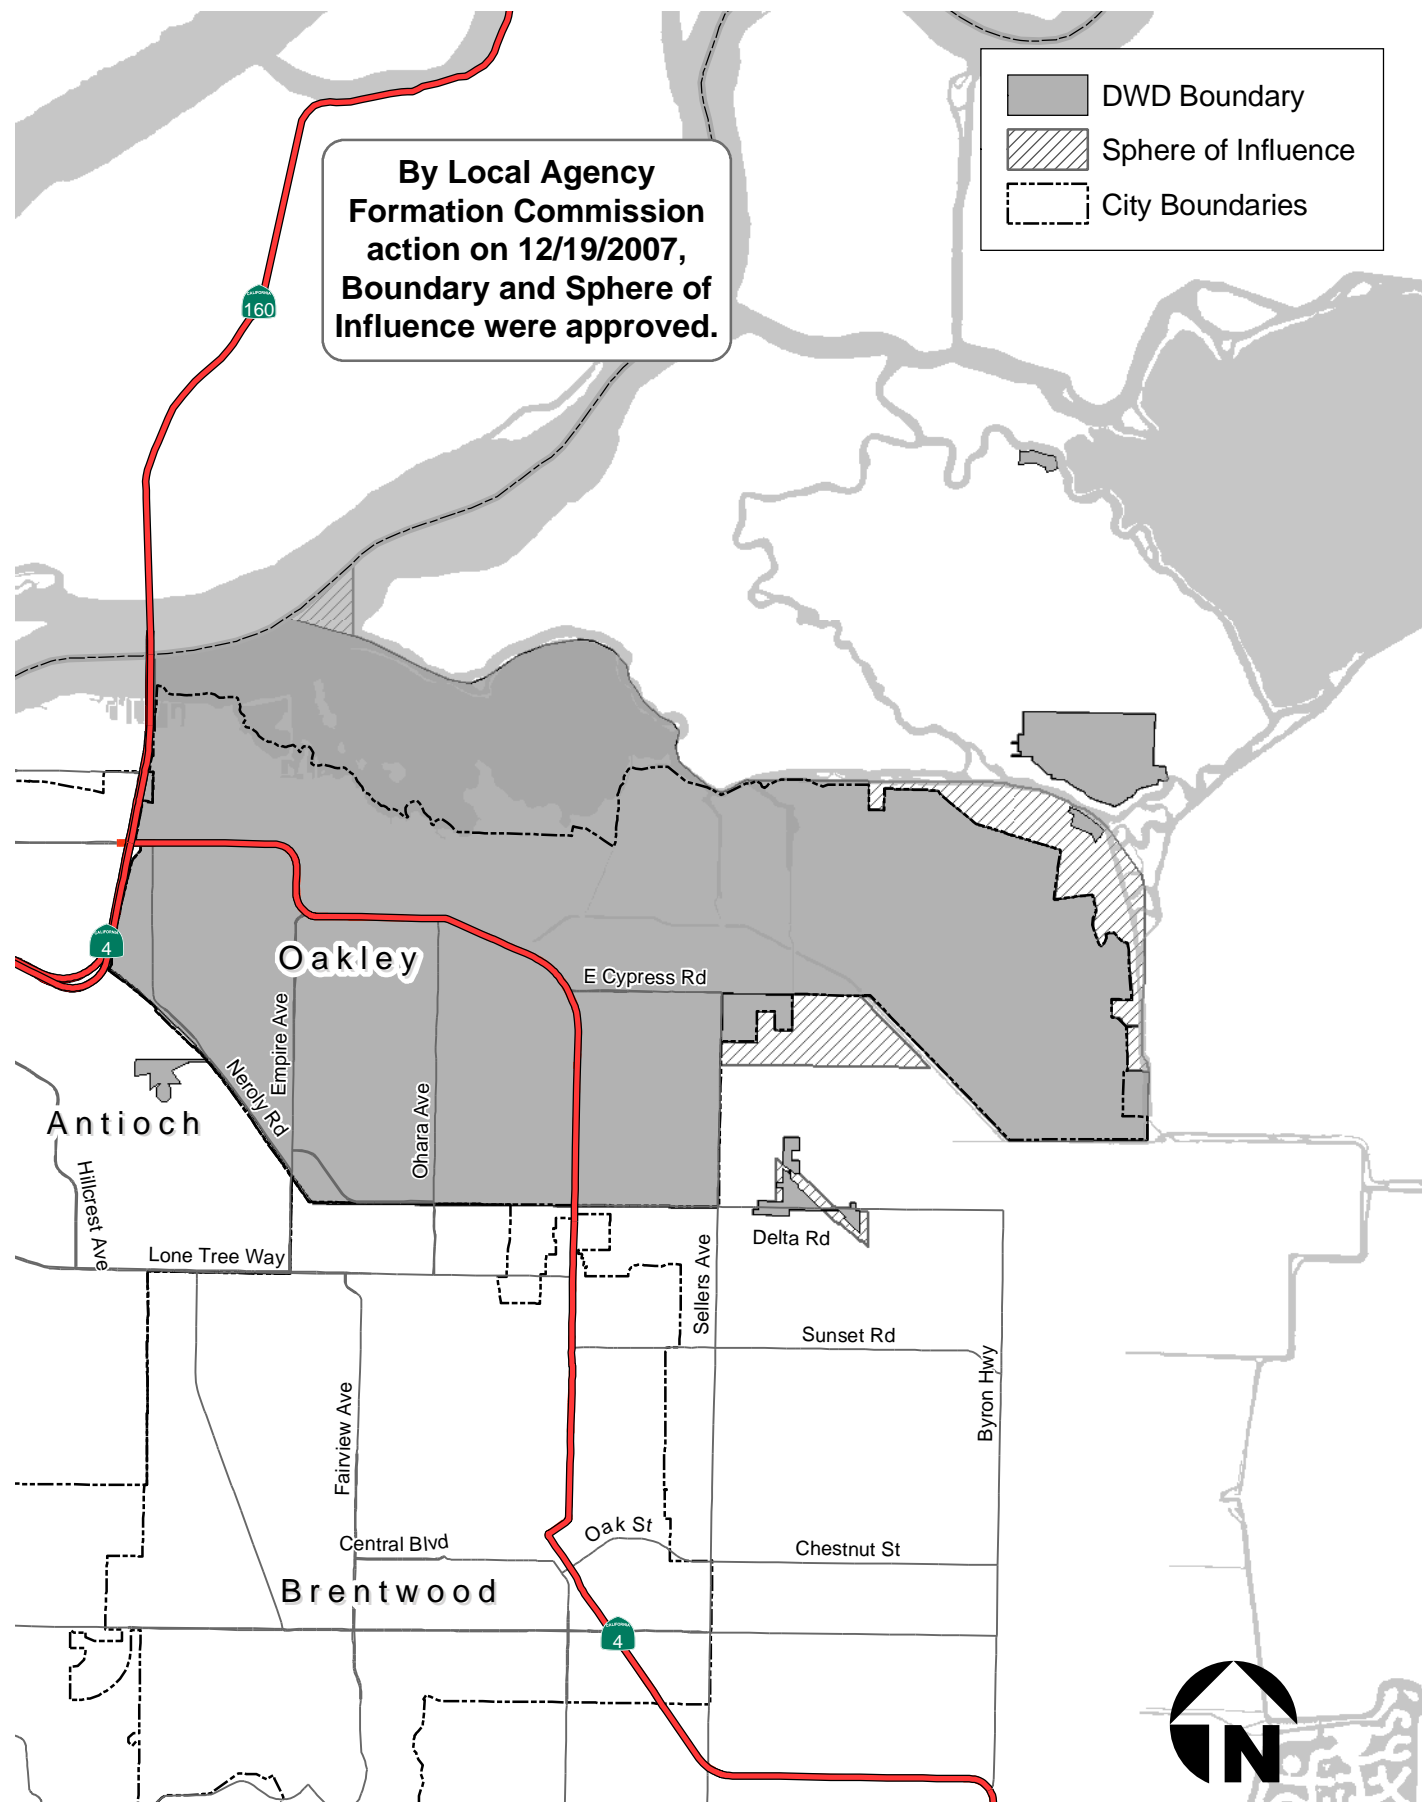 DWD Boundary
Sphere of Influence
City Boundaries
By Local Agency
Formation Commission
action on 12/19/2007,
Boundary and Sphere of
Influence were approved.
CALIFORNIA
160
CALIFORNIA
4
Oakley
E Cypress Rd
Empire Ave
Neroly Rd
Ohara Ave
Antioch
Hillcrest Ave
Lone Tree Way
Delta Rd
Sellers Ave
Sunset Rd
Byron Hwy
Fairview Ave
Oak St
Central Blvd
Chestnut St
Brentwood
CALIFORNIA
4
N